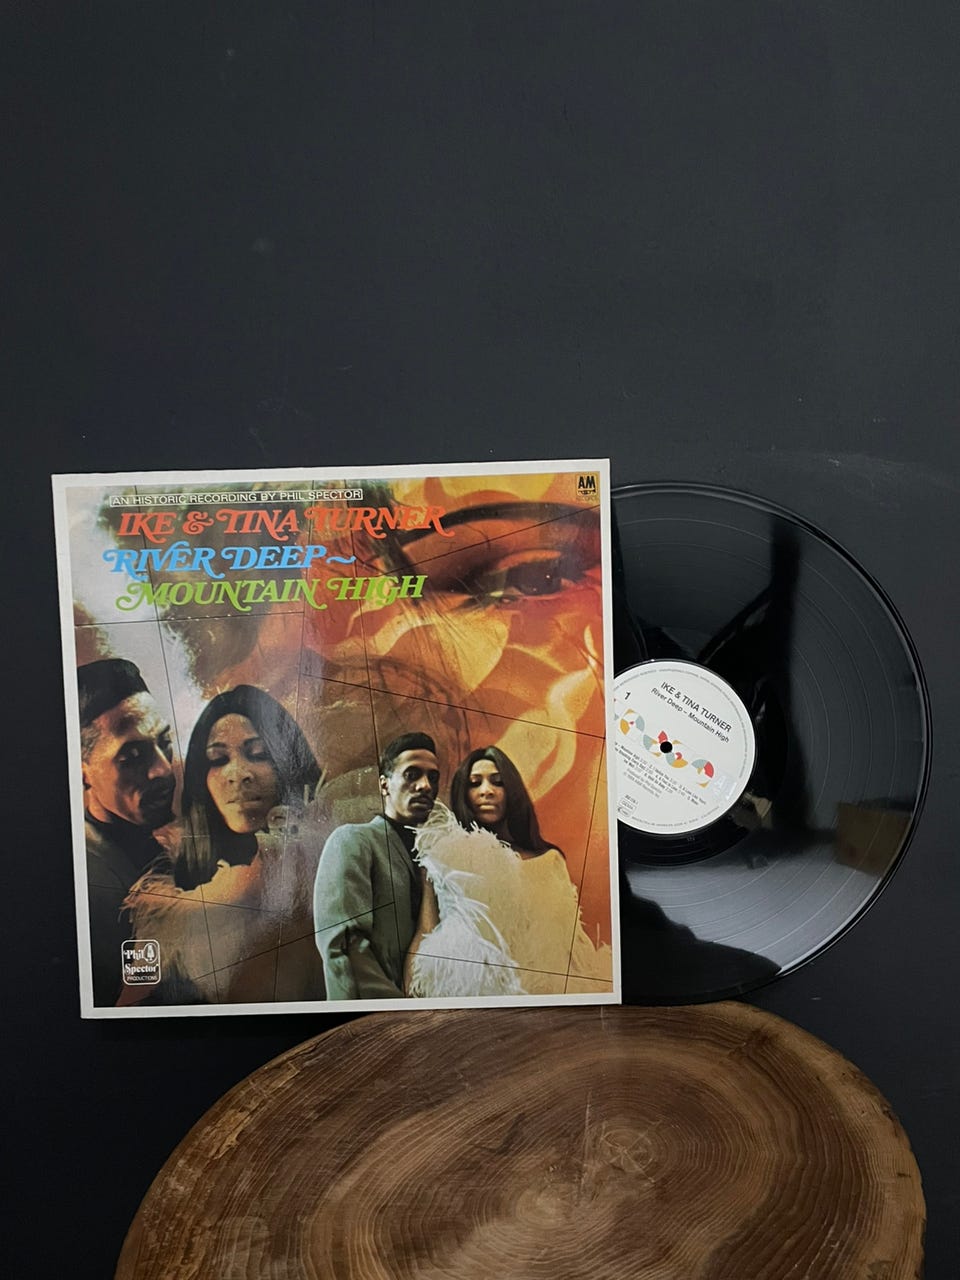 AN HISTORIC RECORDING BY PHIL SPECTOR
IKE & TINA TURNER
RIVER DEEP~
MOUNTAIN HIGH
AM
RECORDS
Phil
Spector
PRODUCTIONS
1
IKE & TINA TURNER
River Deep – Mountain High